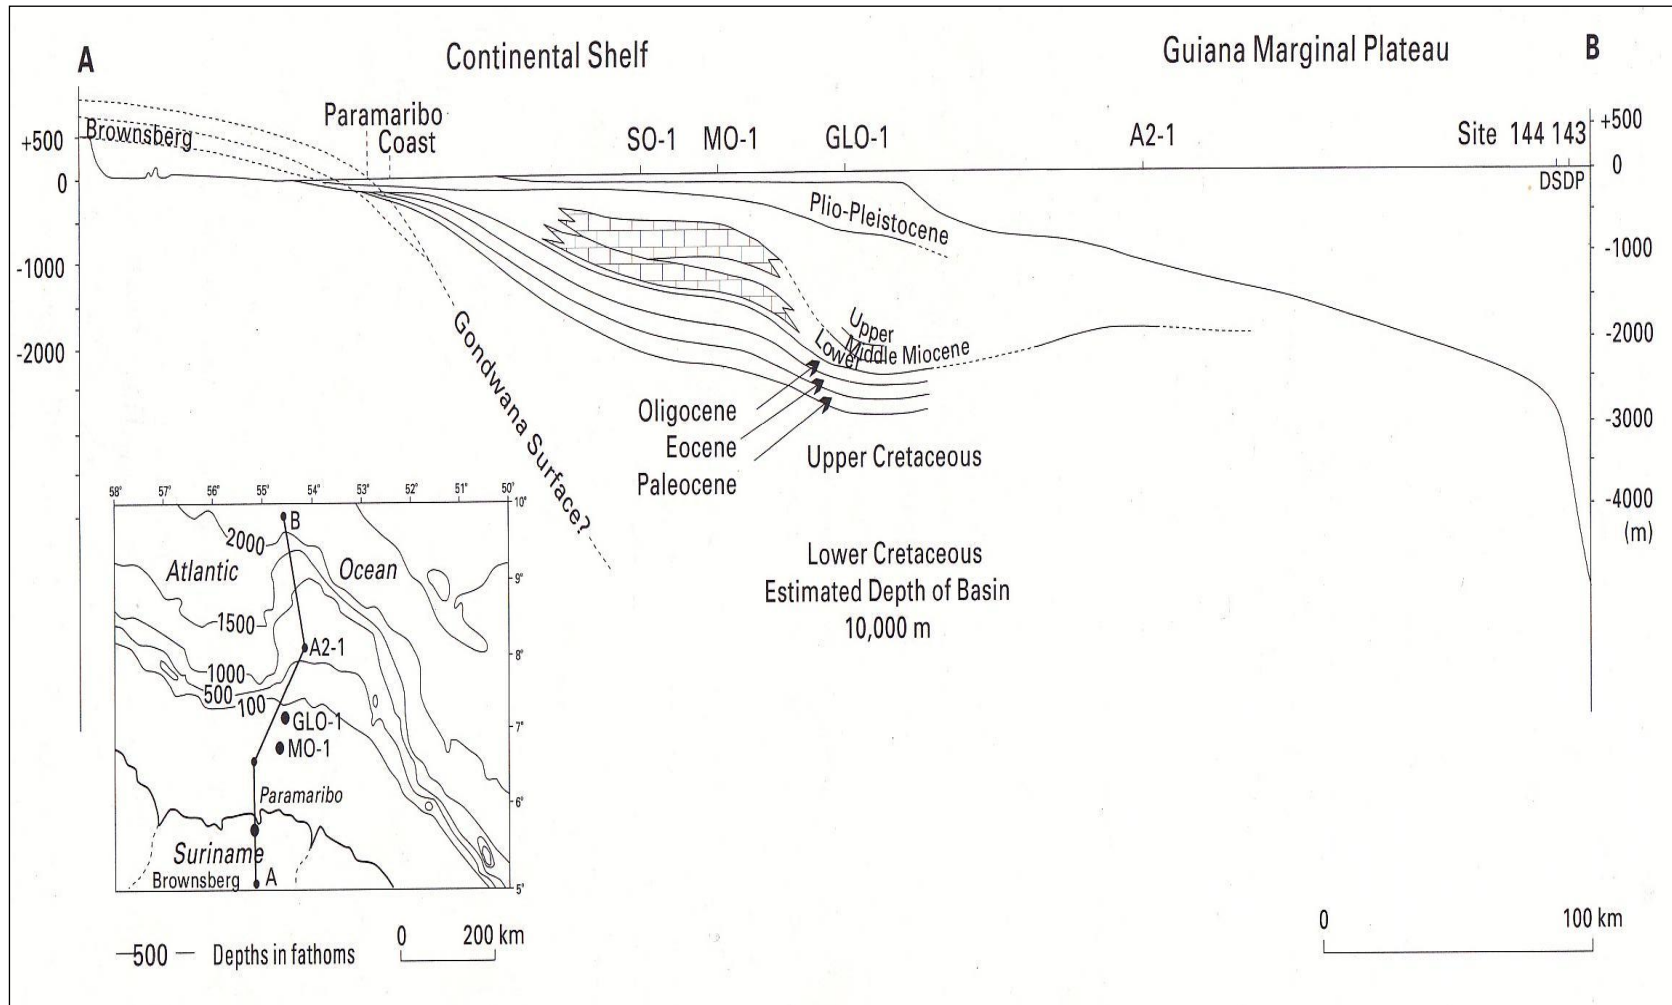 A
Continental Shelf
Guiana Marginal Plateau
B
Paramaribo
Coast
Brownsberg
SO-1
MO-1
GLO-1
A2-1
Site 144 143
DSDP
+500
0
-1000
-2000
+500
0
-1000
-2000
-3000
-4000
(m)
Plio-Pleistocene
Upper
Middle Miocene
Lower
Gondwana Surface?
Oligocene
Eocene
Paleocene
Upper Cretaceous
Lower Cretaceous
Estimated Depth of Basin
10,000 m
58° 57° 56° 55° 54° 53° 52° 51° 50°
10°
9°
8°
7°
6°
5°
B
2000
Atlantic Ocean
1500
A2-1
1000
500
100
GLO-1
MO-1
Paramaribo
Suriname
Brownsberg A
500 Depths in fathoms
0 200 km
0 100 km